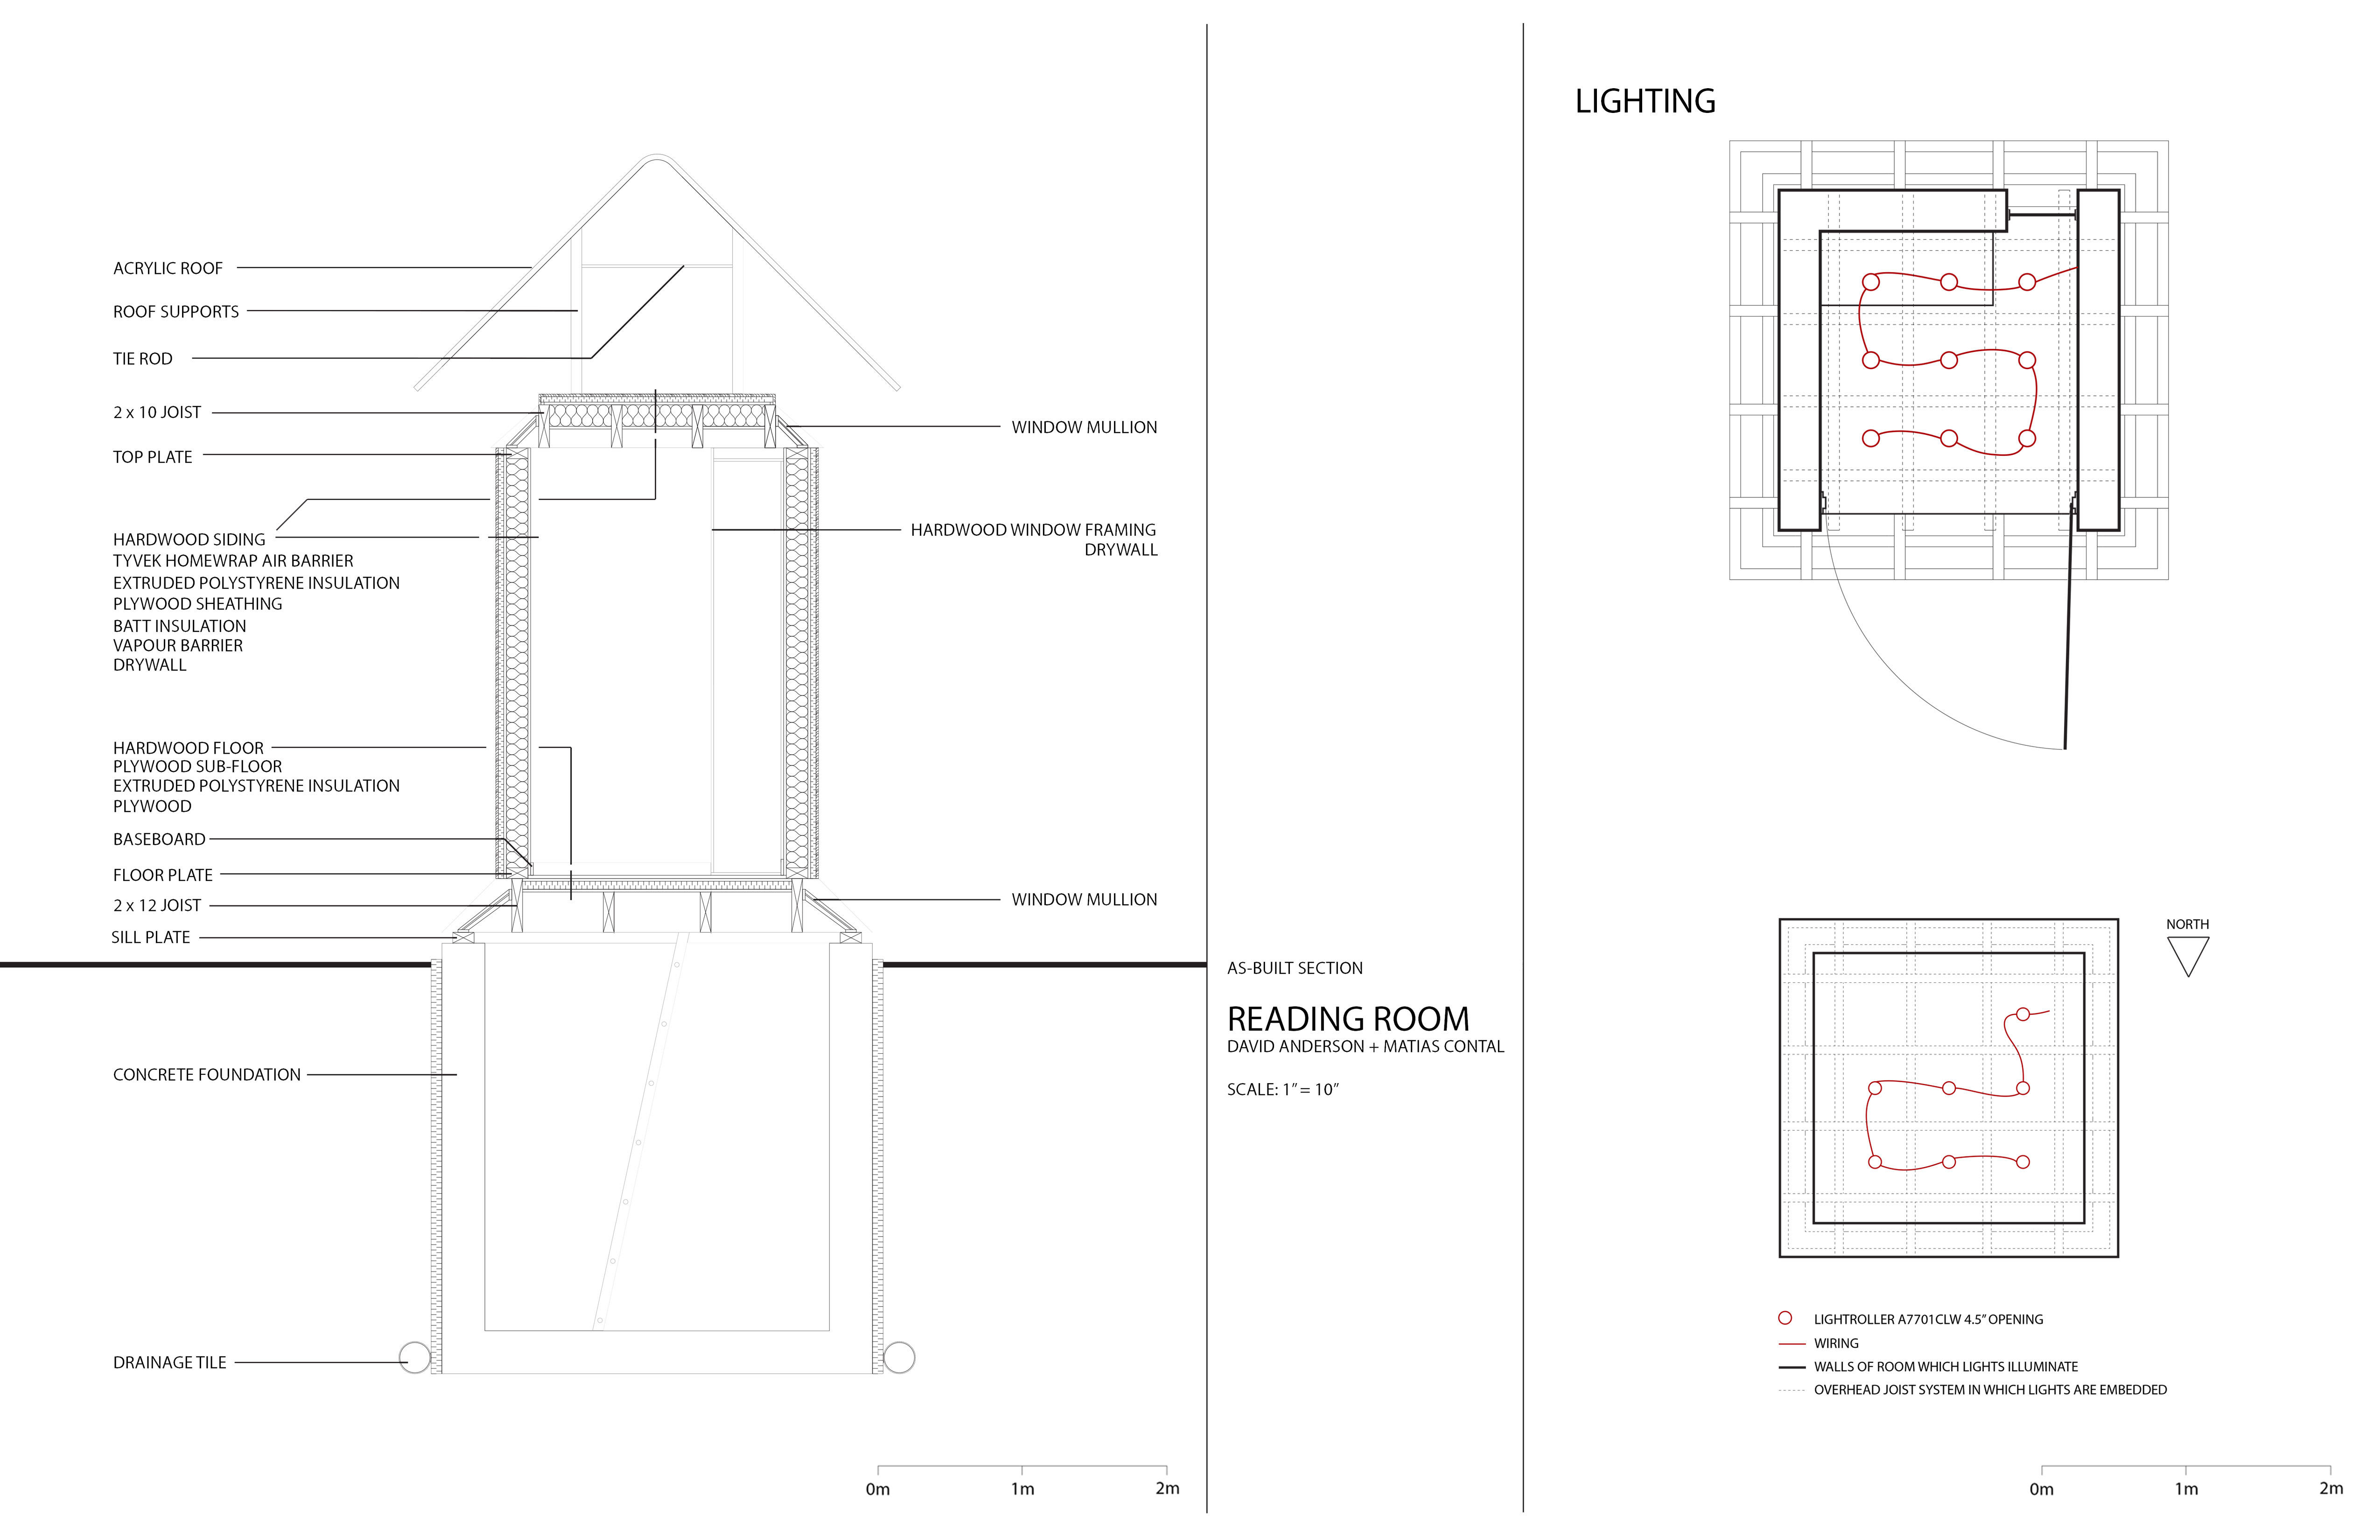 ACRYLIC ROOF
ROOF SUPPORTS
TIE ROD
2 x 10 JOIST
TOP PLATE
HARDWOOD SIDING
TYVEK HOMEWRAP AIR BARRIER
EXTRUDED POLYSTYRENE INSULATION
PLYWOOD SHEATHING
BATT INSULATION
VAPOUR BARRIER
DRYWALL
HARDWOOD FLOOR
PLYWOOD SUB-FLOOR
EXTRUDED POLYSTYRENE INSULATION
PLYWOOD
BASEBOARD
FLOOR PLATE
2 x 12 JOIST
SILL PLATE
CONCRETE FOUNDATION
DRAINAGE TILE
WINDOW MULLION
HARDWOOD WINDOW FRAMING
DRYWALL
WINDOW MULLION
0m 1m 2m
AS-BUILT SECTION
READING ROOM
DAVID ANDERSON + MATIAS CONTAL
SCALE: 1” = 10”
LIGHTING
NORTH
LIGHTROLLER A7701CLW 4.5” OPENING
WIRING
WALLS OF ROOM WHICH LIGHTS ILLUMINATE
OVERHEAD JOIST SYSTEM IN WHICH LIGHTS ARE EMBEDDED
0m 1m 2m